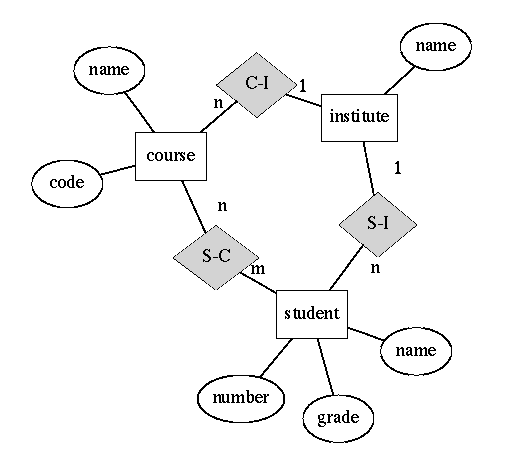 name
name
C-I
n
1
institute
course
code
1
n
S-I
S-C
m
n
student
name
number
grade